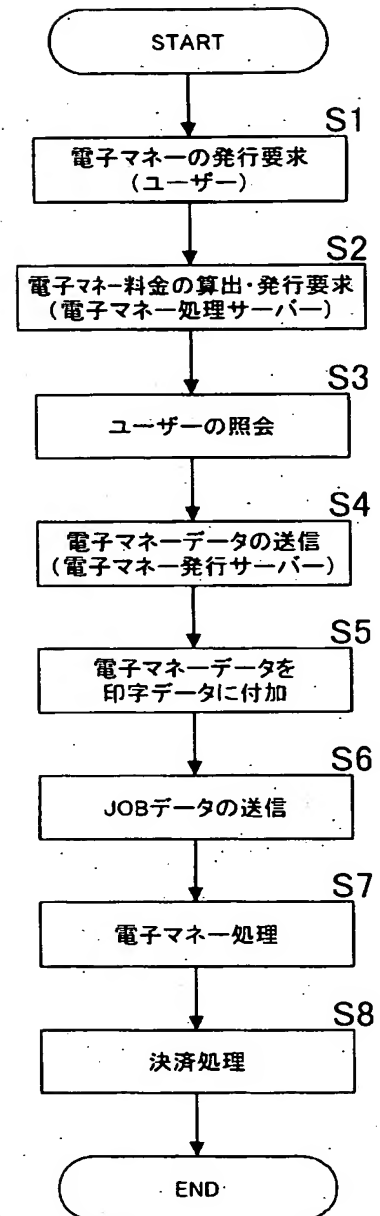 START
S1
電子マネーの発行要求
(ユーザー)
S2
電子マネー料金の算出・発行要求
(電子マネー処理サーバー)
S3
ユーザーの照会
S4
電子マネーデータの送信
(電子マネー発行サーバー)
S5
電子マネーデータを
印字データに付加
S6
JOBデータの送信
S7
電子マネー処理
S8
決済処理
END